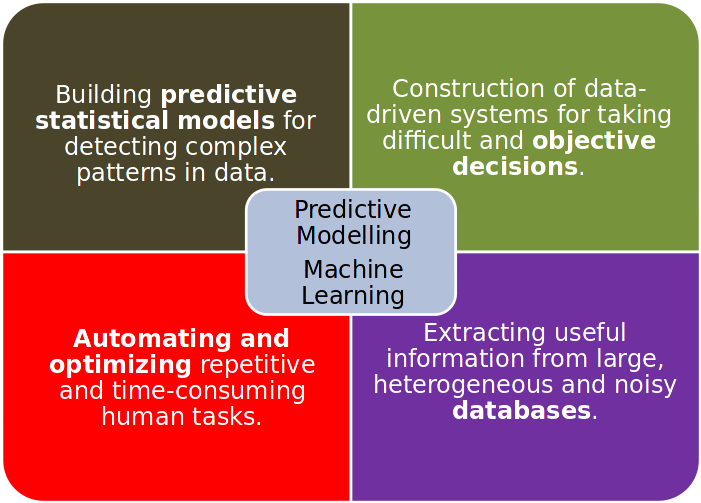 Building predictive
statistical models for
detecting complex
patterns in data.
Construction of data-
driven systems for taking
difficult and objective
decisions.
Predictive
Modelling
Machine
Learning
Automating and
optimizing repetitive
and time-consuming
human tasks.
Extracting useful
information from large,
heterogeneous and noisy
databases.